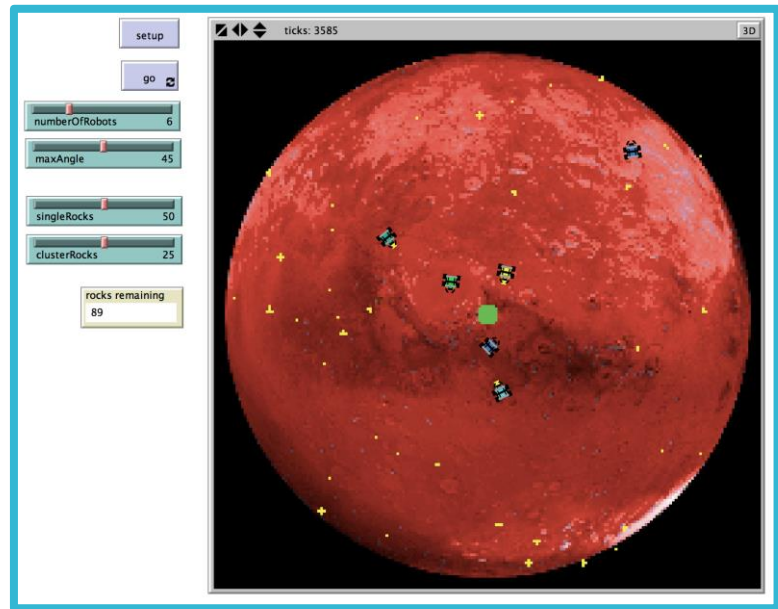 setup
go
numberOfRobots 6
maxAngle 45
singleRocks 50
clusterRocks 25
rocks remaining
89
ticks: 3585
3D